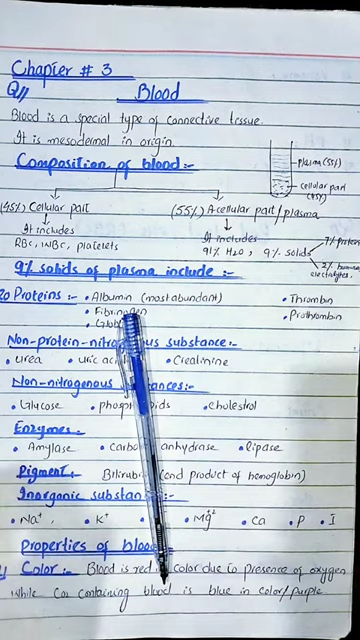 Chapter # 3
Q1
Blood
Blood is a special type of connective tissue.
It is mesodermal in origin.
Composition of blood:-
plasma (55%)
cellular part (45%)
(45%) Cellular part
(55%) Acellular part/plasma
It includes
RBC, WBC, platelets
It includes
91% H₂O, 9% solids
7% protein
2%
electrolytes
9% solids of plasma include:-
Proteins:- • Albumin (most abundant) • Thrombin
• Fibrinogen • Prothrombin
Non-protein-nitrogenous substance:-
• Urea • Uric • Creatinine
Non-nitrogenous substances:-
• Glucose • cholestrol
Enzymes.
• Amylase • anhydrase • lipase
Pigment:- Bilirubin (end product of hemoglobin)
Inorganic substan :-
• Na⁺ • K⁺ • Mg² • Ca • P • I
Properties of blood
Color:- Blood is red in color due to presence of oxygen
While Co₂ containing blood is blue in color/purple